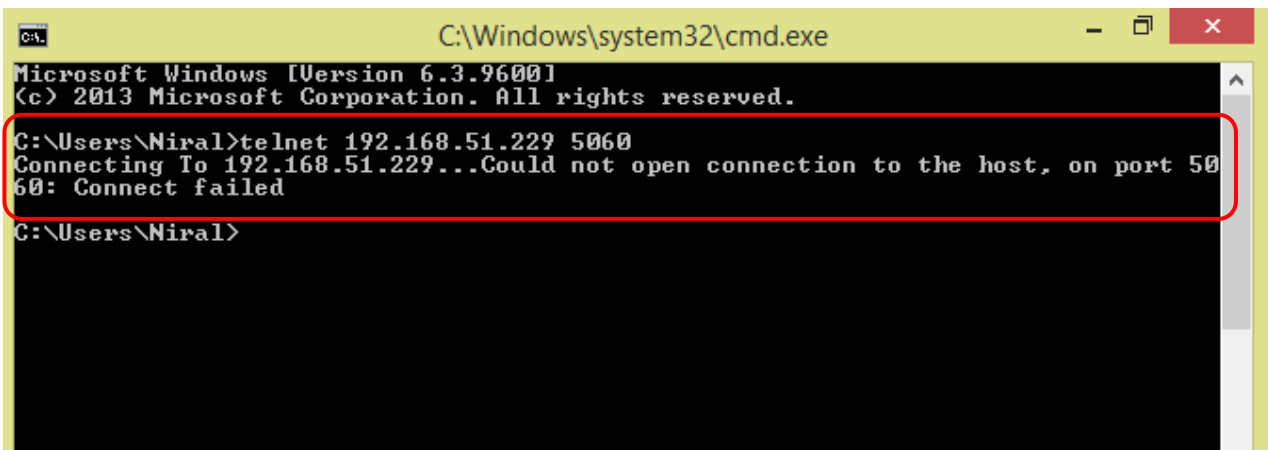 C:\Windows\system32\cmd.exe
Microsoft Windows [Version 6.3.9600]
(c) 2013 Microsoft Corporation. All rights reserved.
C:\Users\Niral>telnet 192.168.51.229 5060
Connecting To 192.168.51.229...Could not open connection to the host, on port 50
60: Connect failed
C:\Users\Niral>